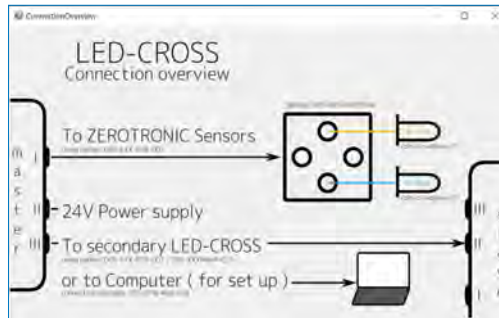 ConnectionOverview
LED-CROSS
Connection overview
To ZEROTRONIC Sensors
master
I
II
III
24V Power supply
To secondary LED-CROSS
or to Computer ( for set up )
III
II
I